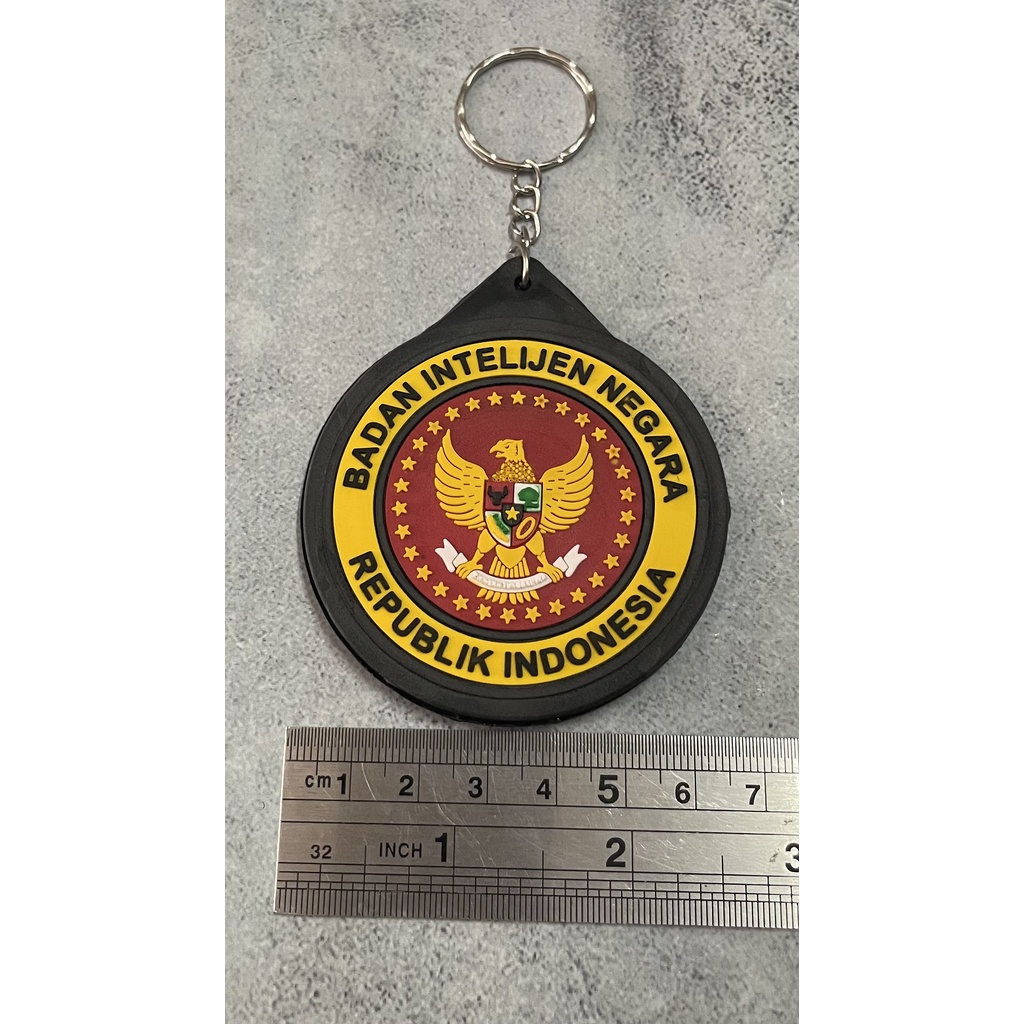 BADAN INTELIJEN NEGARA
REPUBLIK INDONESIA
cm 1 2 3 4 5 6 7
32 INCH 1 2 3